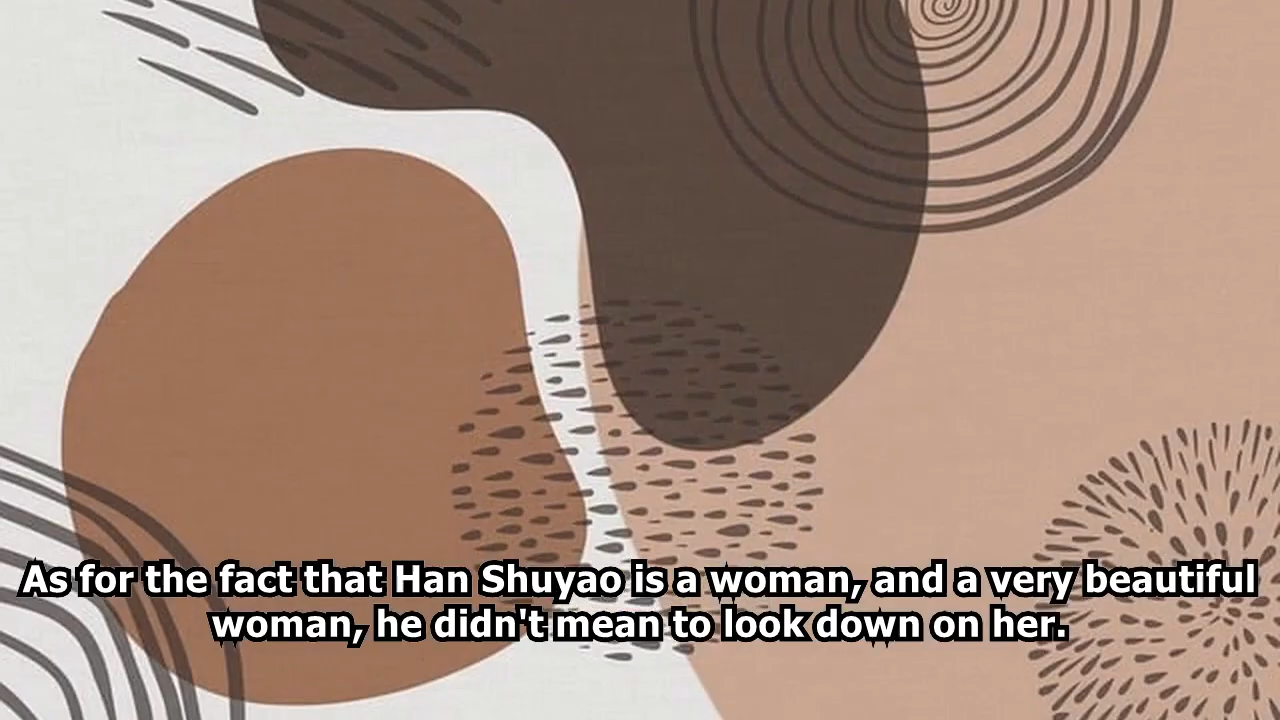 As for the fact that Han Shuyao is a woman, and a very beautiful
woman, he didn't mean to look down on her.